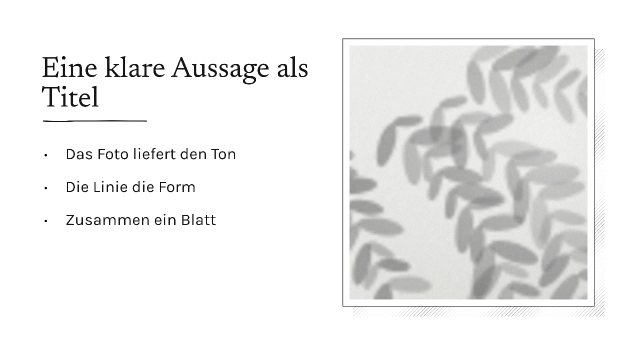 Eine klare Aussage als
Titel
• Das Foto liefert den Ton
• Die Linie die Form
• Zusammen ein Blatt